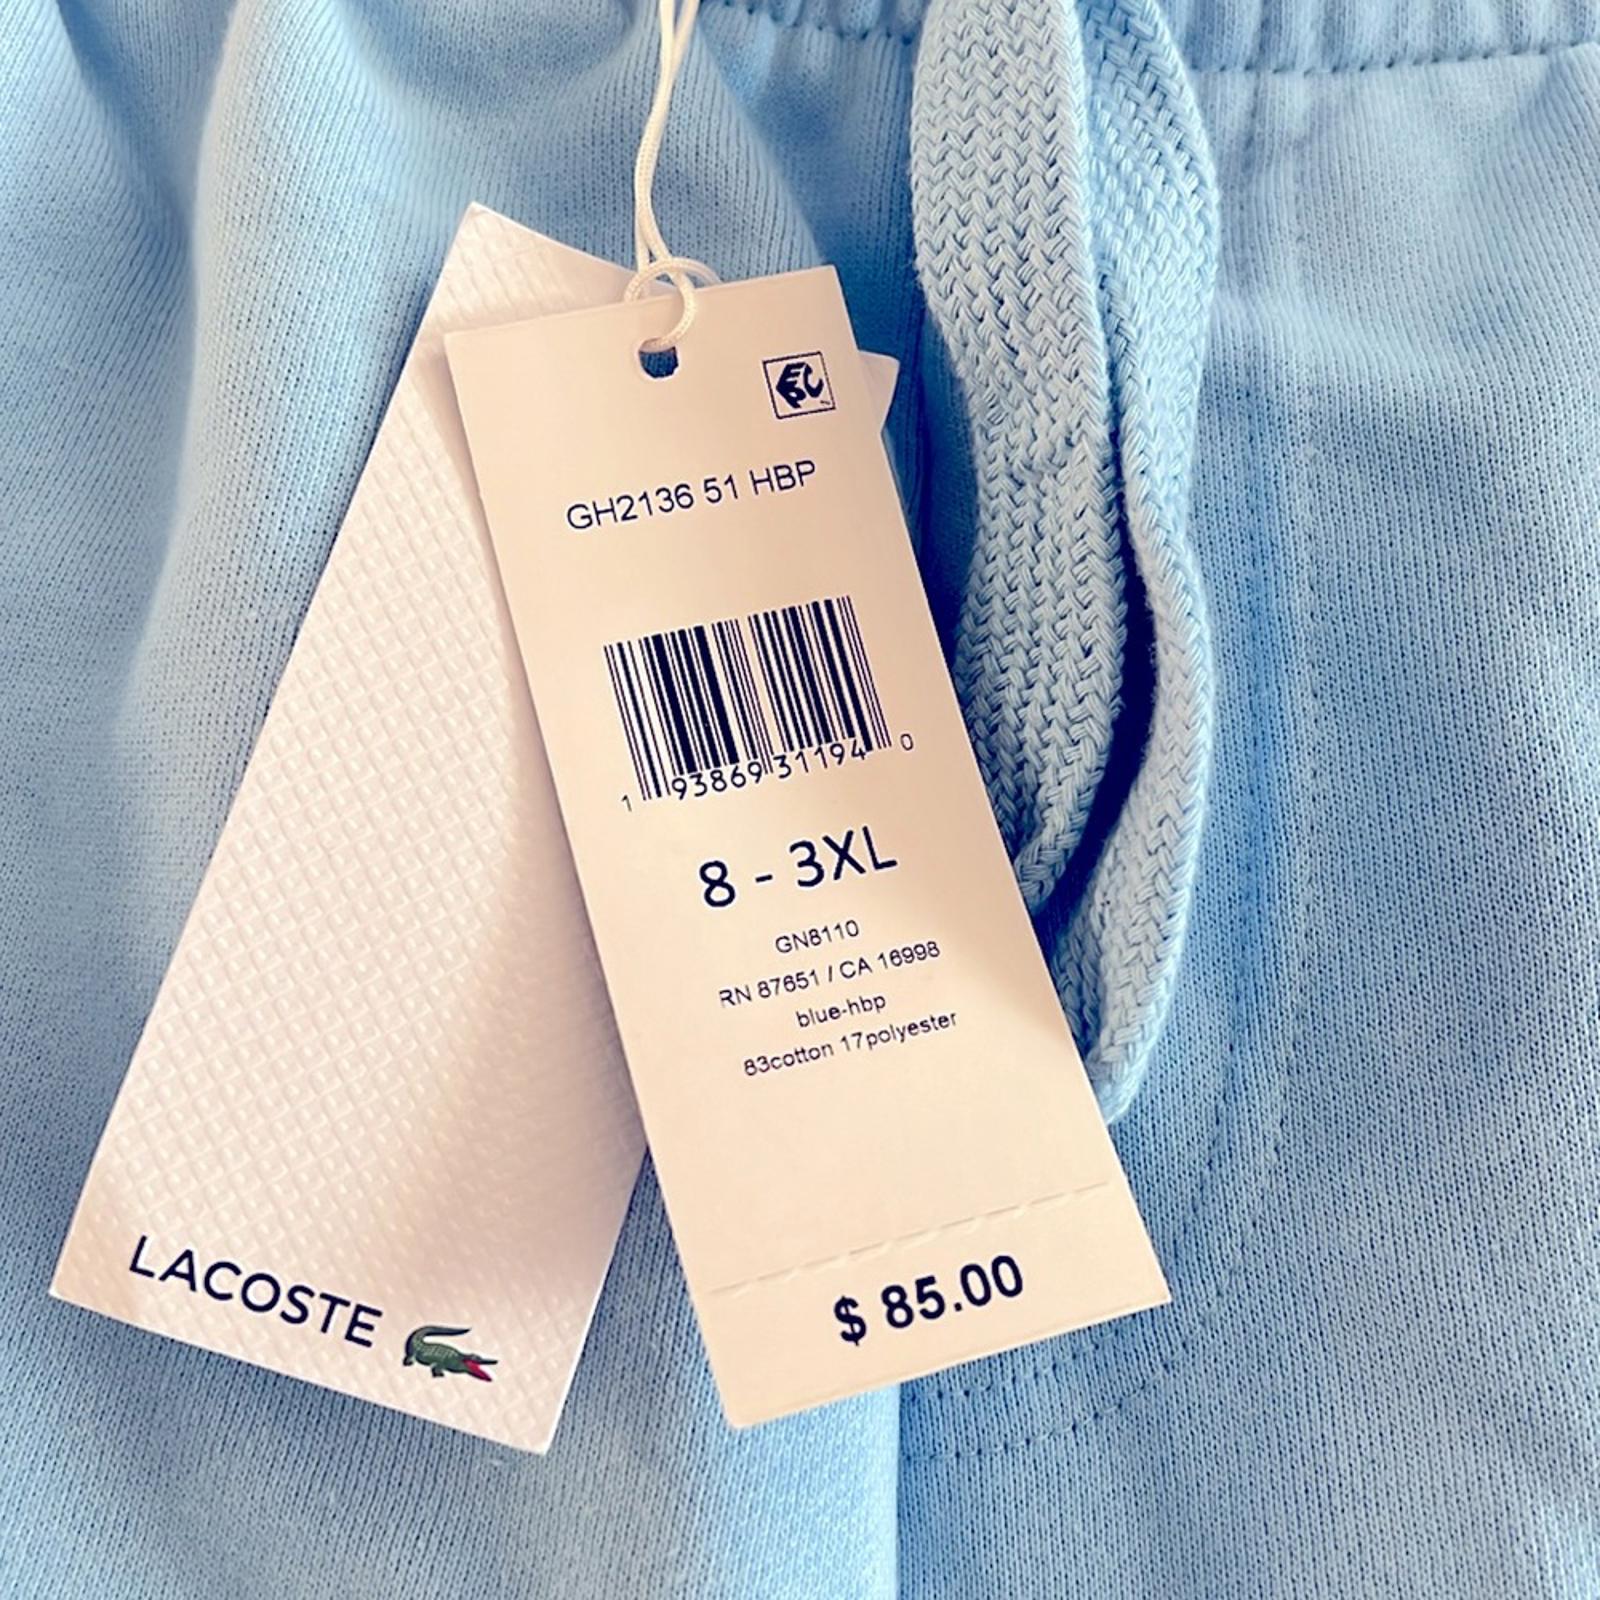 EPC
GH2136 51 HBP
1 93869 31194 0
8 - 3XL
GN8110
RN 87651 / CA 16998
blue-hbp
83cotton 17polyester
$ 85.00
LACOSTE